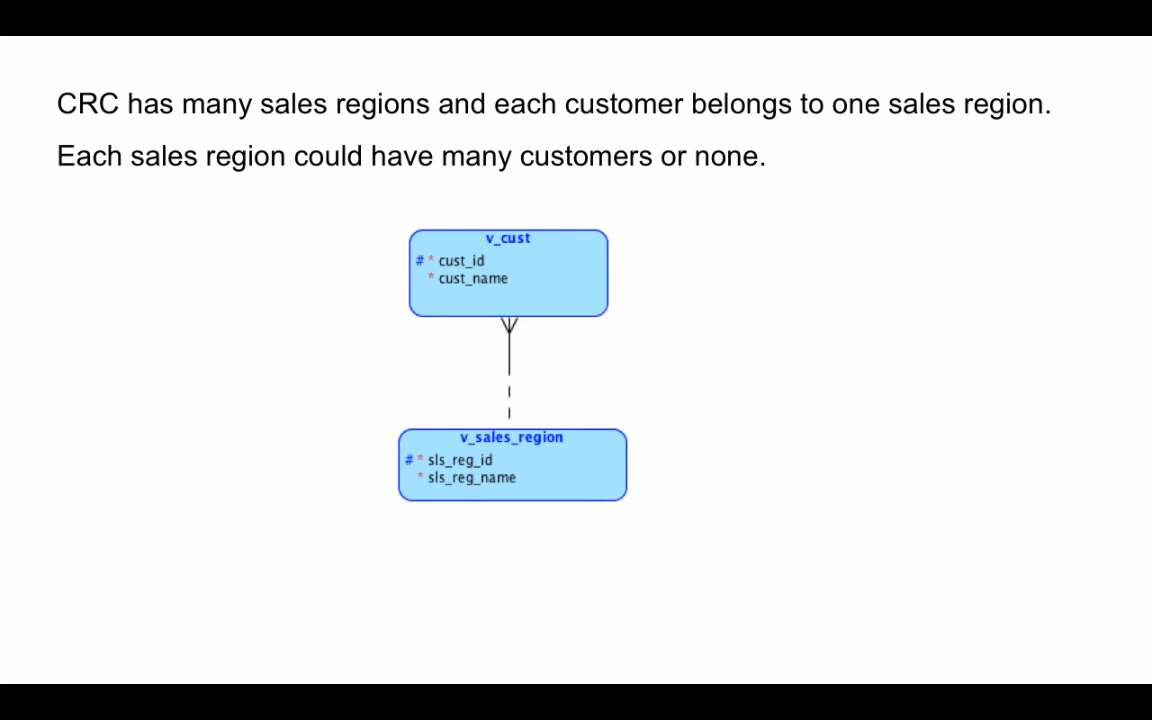 CRC has many sales regions and each customer belongs to one sales region.
Each sales region could have many customers or none.
v_cust
# * cust_id
* cust_name
v_sales_region
# * sls_reg_id
* sls_reg_name